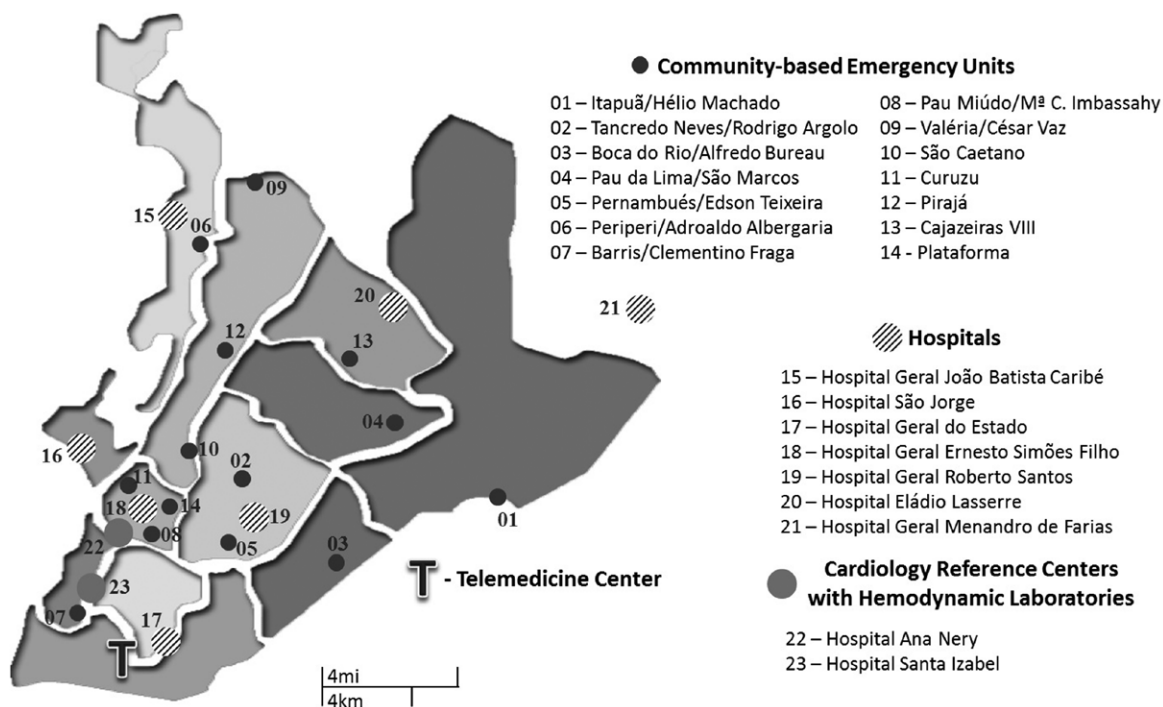 ● Community-based Emergency Units
01 – Itapuã/Hélio Machado
02 – Tancredo Neves/Rodrigo Argolo
03 – Boca do Rio/Alfredo Bureau
04 – Pau da Lima/São Marcos
05 – Pernambués/Edson Teixeira
06 – Periperi/Adroaldo Albergaria
07 – Barris/Clementino Fraga
08 – Pau Miúdo/Mª C. Imbassahy
09 – Valéria/César Vaz
10 – São Caetano
11 – Curuzu
12 – Pirajá
13 – Cajazeiras VIII
14 - Plataforma
09
15
06
20
21
12
13
04
16
10
02
11
18
14
19
01
22
08
05
03
23
07
17
T
T - Telemedicine Center
4mi
4km
Hospitals
15 – Hospital Geral João Batista Caribé
16 – Hospital São Jorge
17 – Hospital Geral do Estado
18 – Hospital Geral Ernesto Simões Filho
19 – Hospital Geral Roberto Santos
20 – Hospital Eládio Lasserre
21 – Hospital Geral Menandro de Farias
Cardiology Reference Centers
with Hemodynamic Laboratories
22 – Hospital Ana Nery
23 – Hospital Santa Izabel